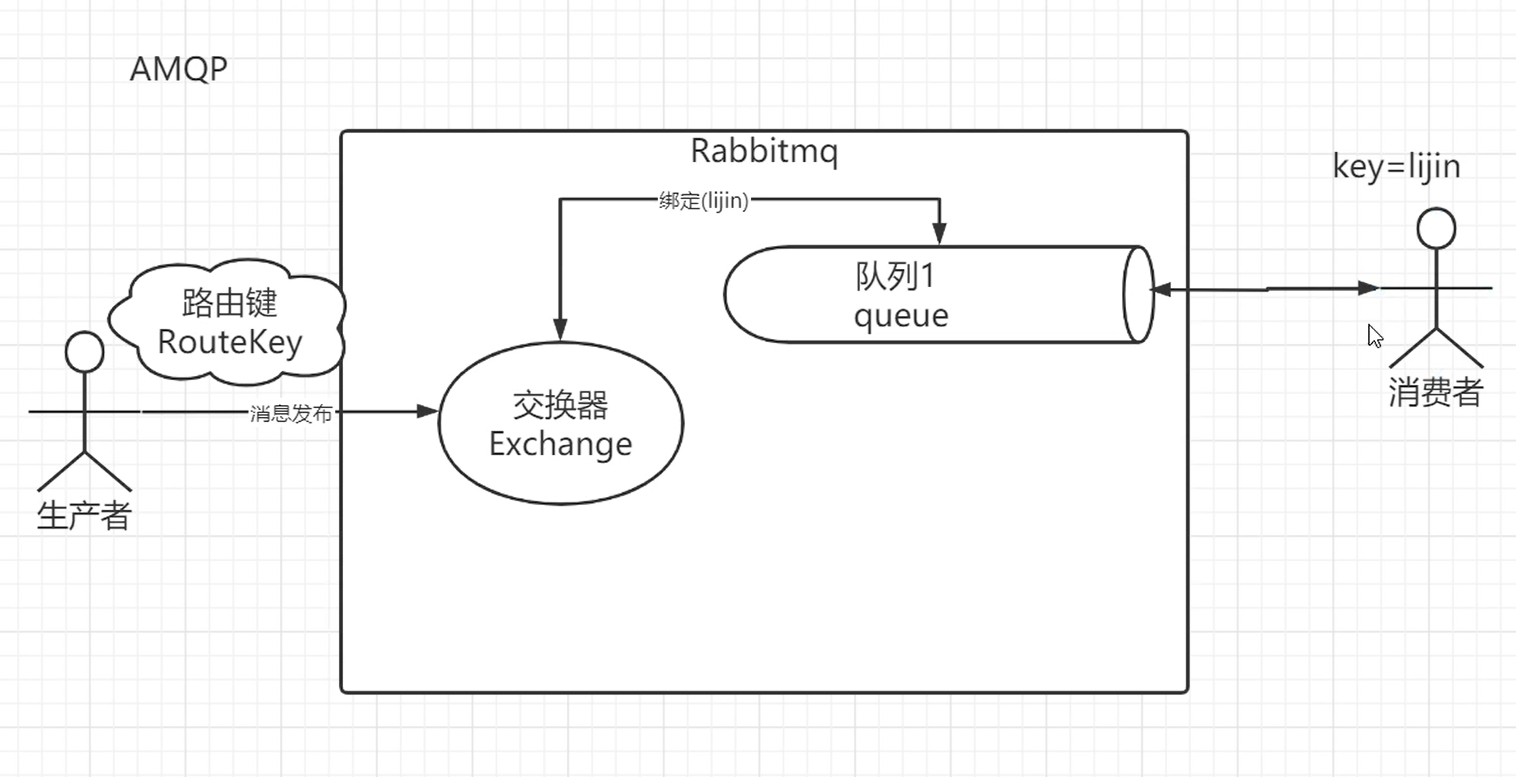 AMQP
Rabbitmq
key=lijin
绑定(lijin)
队列1
queue
路由键
RouteKey
消息发布
交换器
Exchange
消费者
生产者